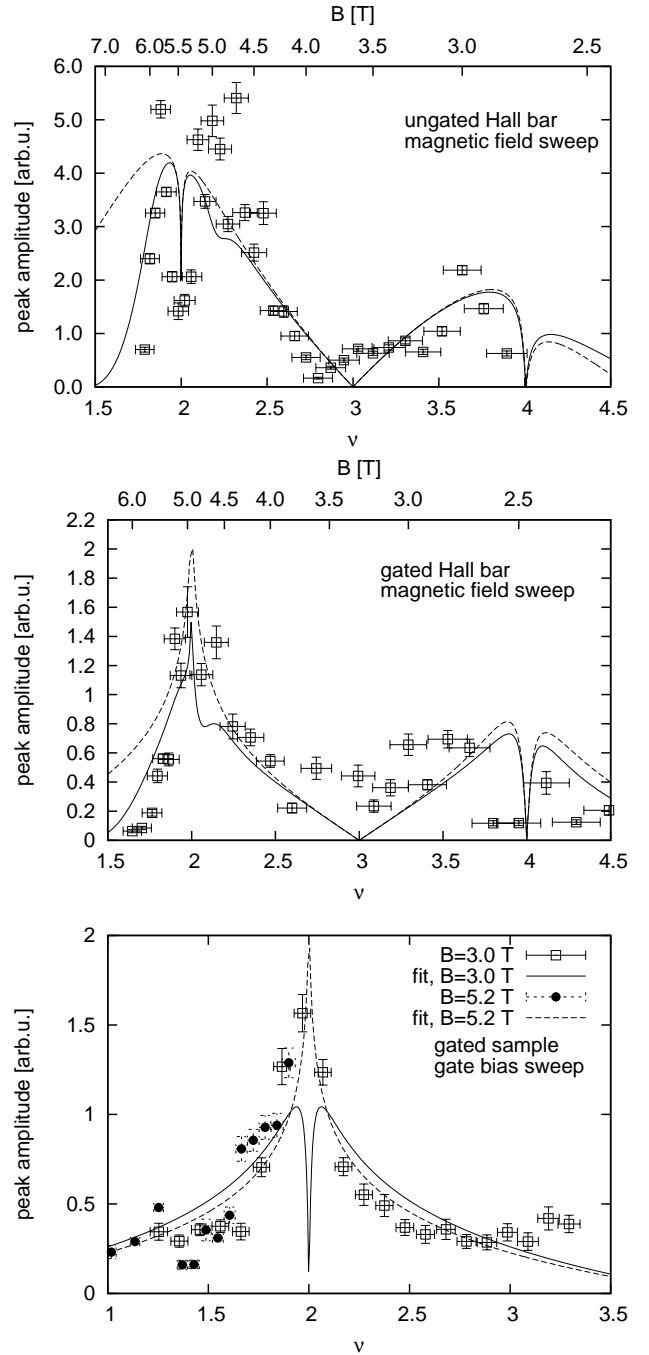 B [T]
7.0 6.0 5.5 5.0 4.5 4.0 3.5 3.0 2.4
6.0
ungated Hall bar
magnetic field sweep
5.0
4.0
3.0
2.0
1.0
0.0
peak amplitude [arb.u.]
1.5 2 2.5 3 3.5 4 4.5
ν
B [T]
6.0 5.0 4.5 4.0 3.5 3.0 2.5
2.2
2
gated Hall bar
magnetic field sweep
1.8
1.6
1.4
1.2
1
0.8
0.6
0.4
0.2
0
peak amplitude [arb.u.]
1.5 2 2.5 3 3.5 4 4.5
ν
2
B=3.0 T
fit, B=3.0 T
B=5.2 T
fit, B=5.2 T
gated sample
gate bias sweep
1.5
1
0.5
0
peak amplitude [arb.u.]
1 1.5 2 2.5 3 3.5
ν